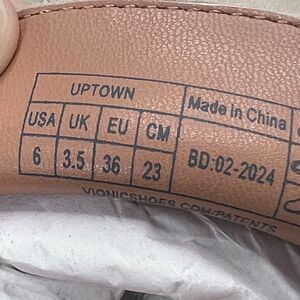 UPTOWN
USA UK EU CM
6 3.5 36 23
Made in China
BD:02-2024
VIONICSHOES.COM/PATENTS